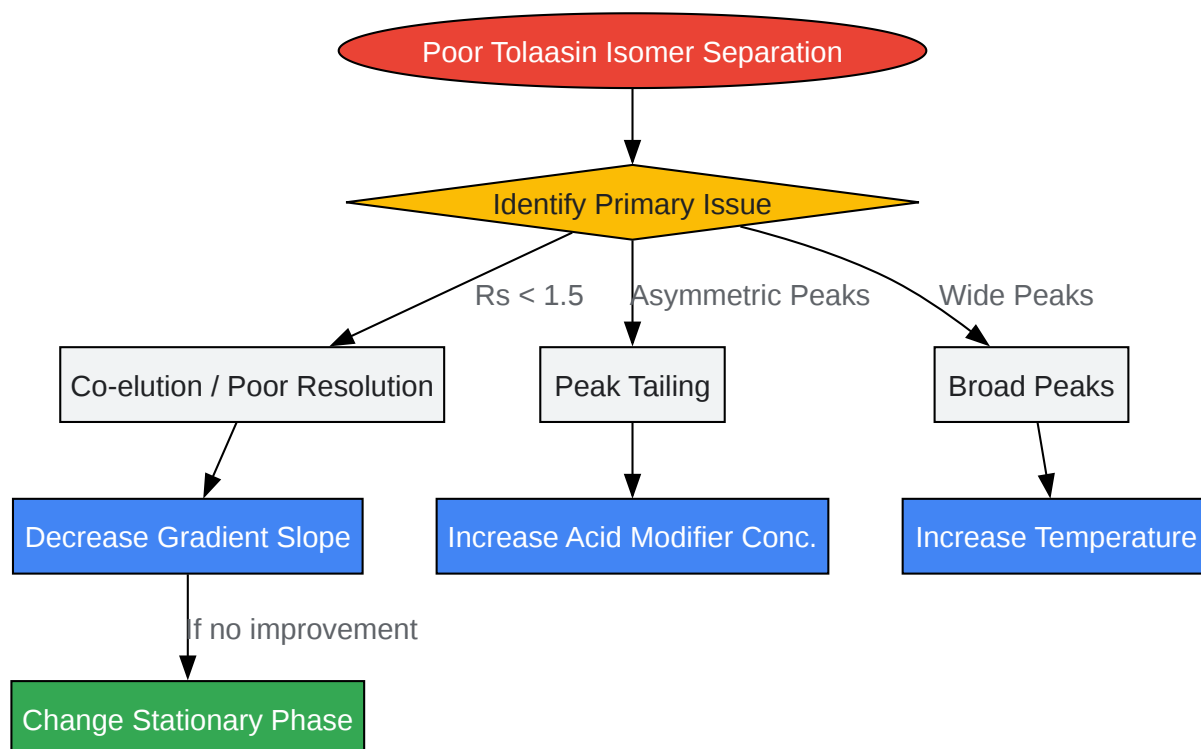 Poor Tolaasin Isomer Separation
Identify Primary Issue
Rs < 1.5
Asymmetric Peaks
Wide Peaks
Co-elution / Poor Resolution
Peak Tailing
Broad Peaks
Decrease Gradient Slope
Increase Acid Modifier Conc.
Increase Temperature
If no improvement
Change Stationary Phase